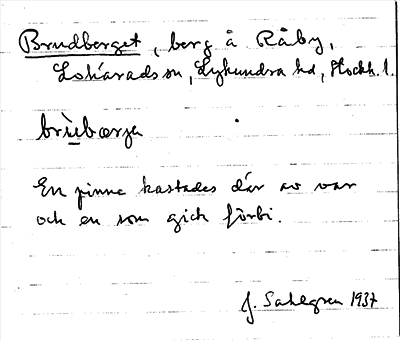 Brudberget, berg å Råby,
Lohärads sn, Lyhundra hd, Stockh. l.
brùbærja
En pinne kastades där av var
och en som gick förbi.
J. Sahlgren 1937